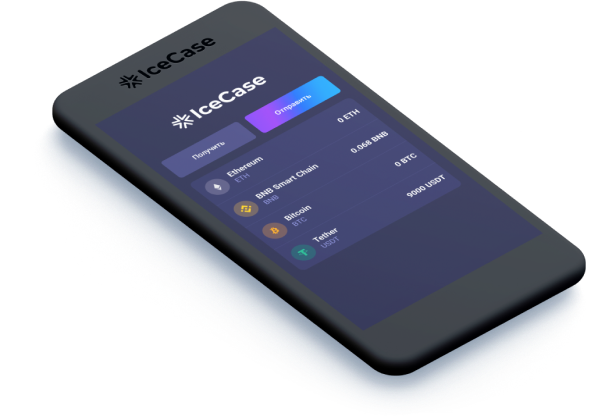 IceCase
IceCase
Получить
Отправить
Ethereum
ETH
0 ETH
BNB Smart Chain
BNB
0.068 BNB
Bitcoin
BTC
0 BTC
Tether
USDT
9000 USDT